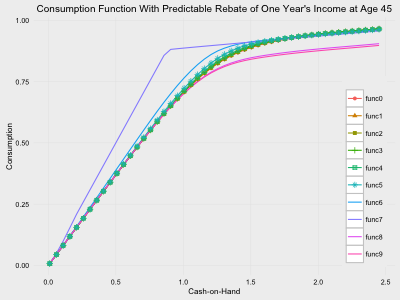 Consumption Function With Predictable Rebate of One Year's Income at Age 45
1.00
0.75
0.50
0.25
0.00
Consumption
0.0
0.5
1.0
1.5
2.0
2.5
Cash-on-Hand
func0
func1
func2
func3
func4
func5
func6
func7
func8
func9